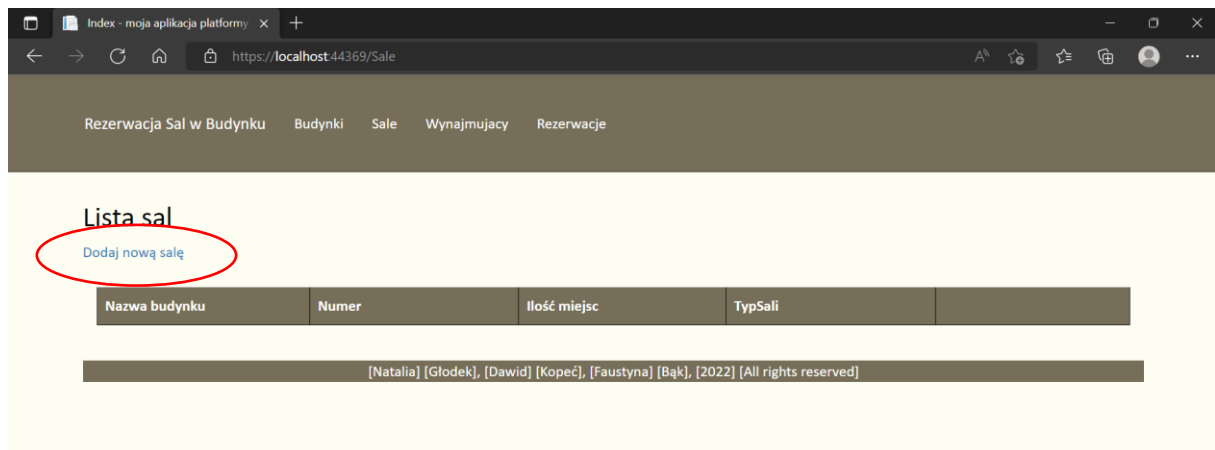 Index - moja aplikacja platformy
https://localhost:44369/Sale
Rezerwacja Sal w Budynku Budynki Sale Wynajmujacy Rezerwacje
Lista sal
Dodaj nową salę
Nazwa budynku Numer Ilość miejsc TypSali
[Natalia] [Głodek], [Dawid] [Kopeć], [Faustyna] [Bąk], [2022] [All rights reserved]